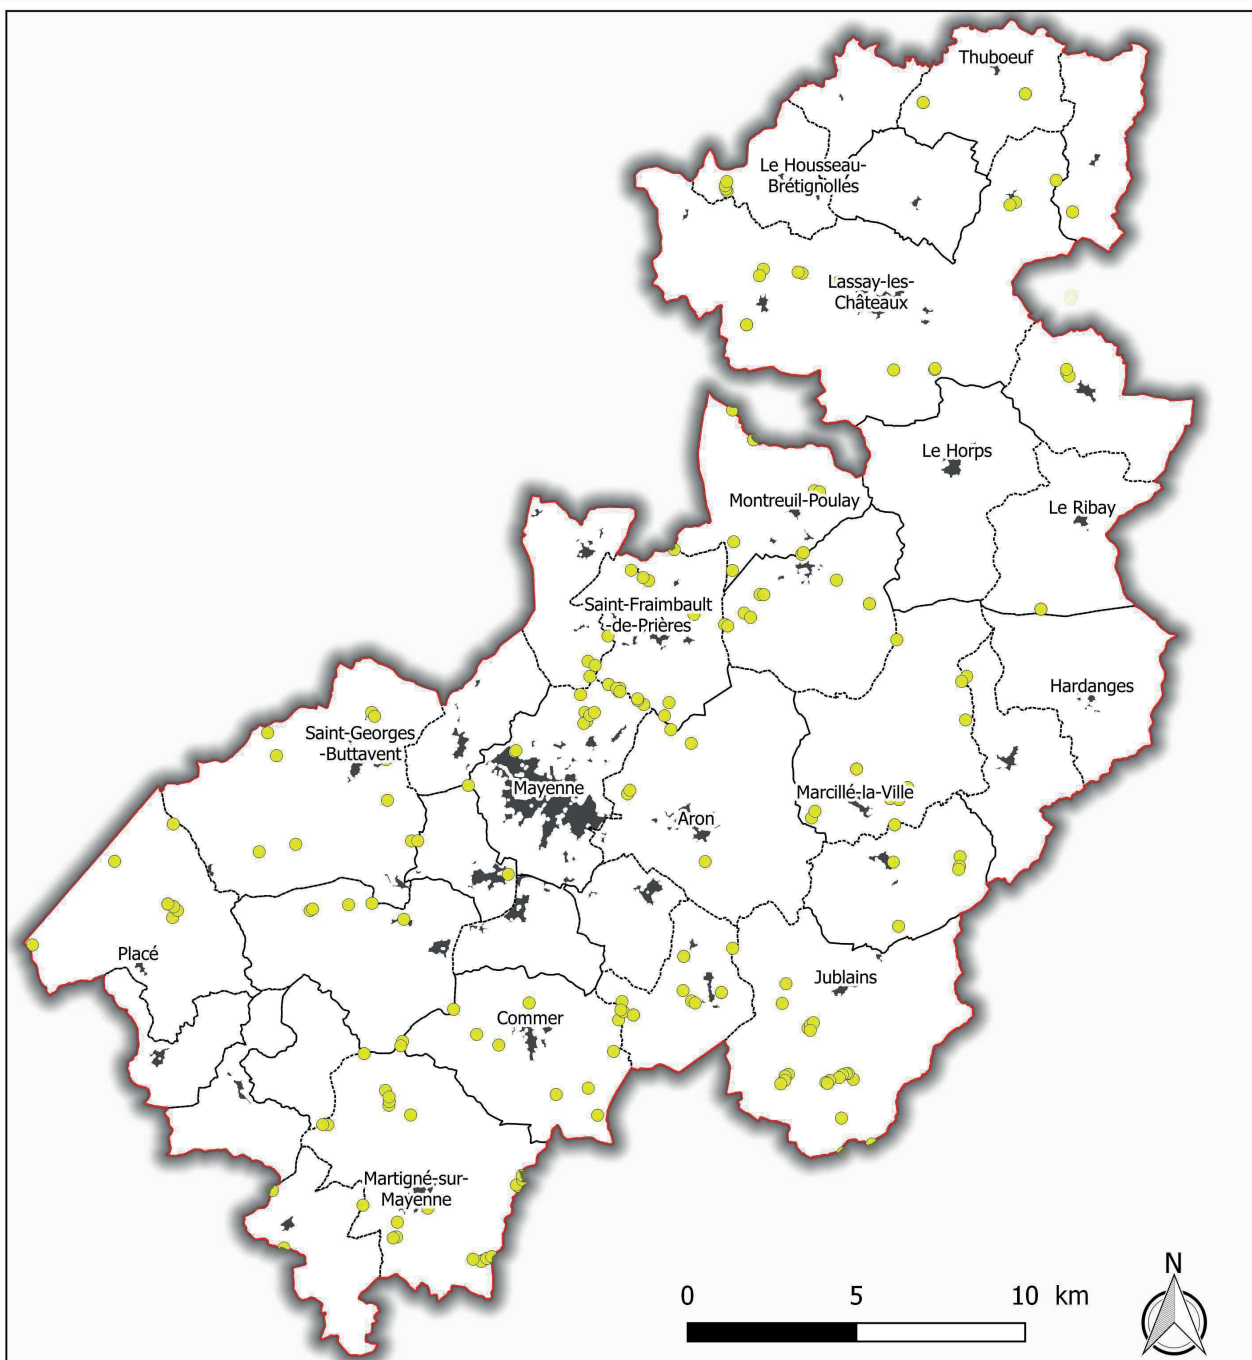 Thuboeuf
Le Housseau-
Brétignolles
Lassay-les-
Châteaux
Le Horps
Montreuil-Poulay
Le Ribay
Saint-Fraimbault
-de-Prières
Hardanges
Saint-Georges
-Buttavent
Mayenne
Marcillé-la-Ville
Aron
Placé
Jublains
Commer
Martigné-sur-
Mayenne
N
0 5 10 km